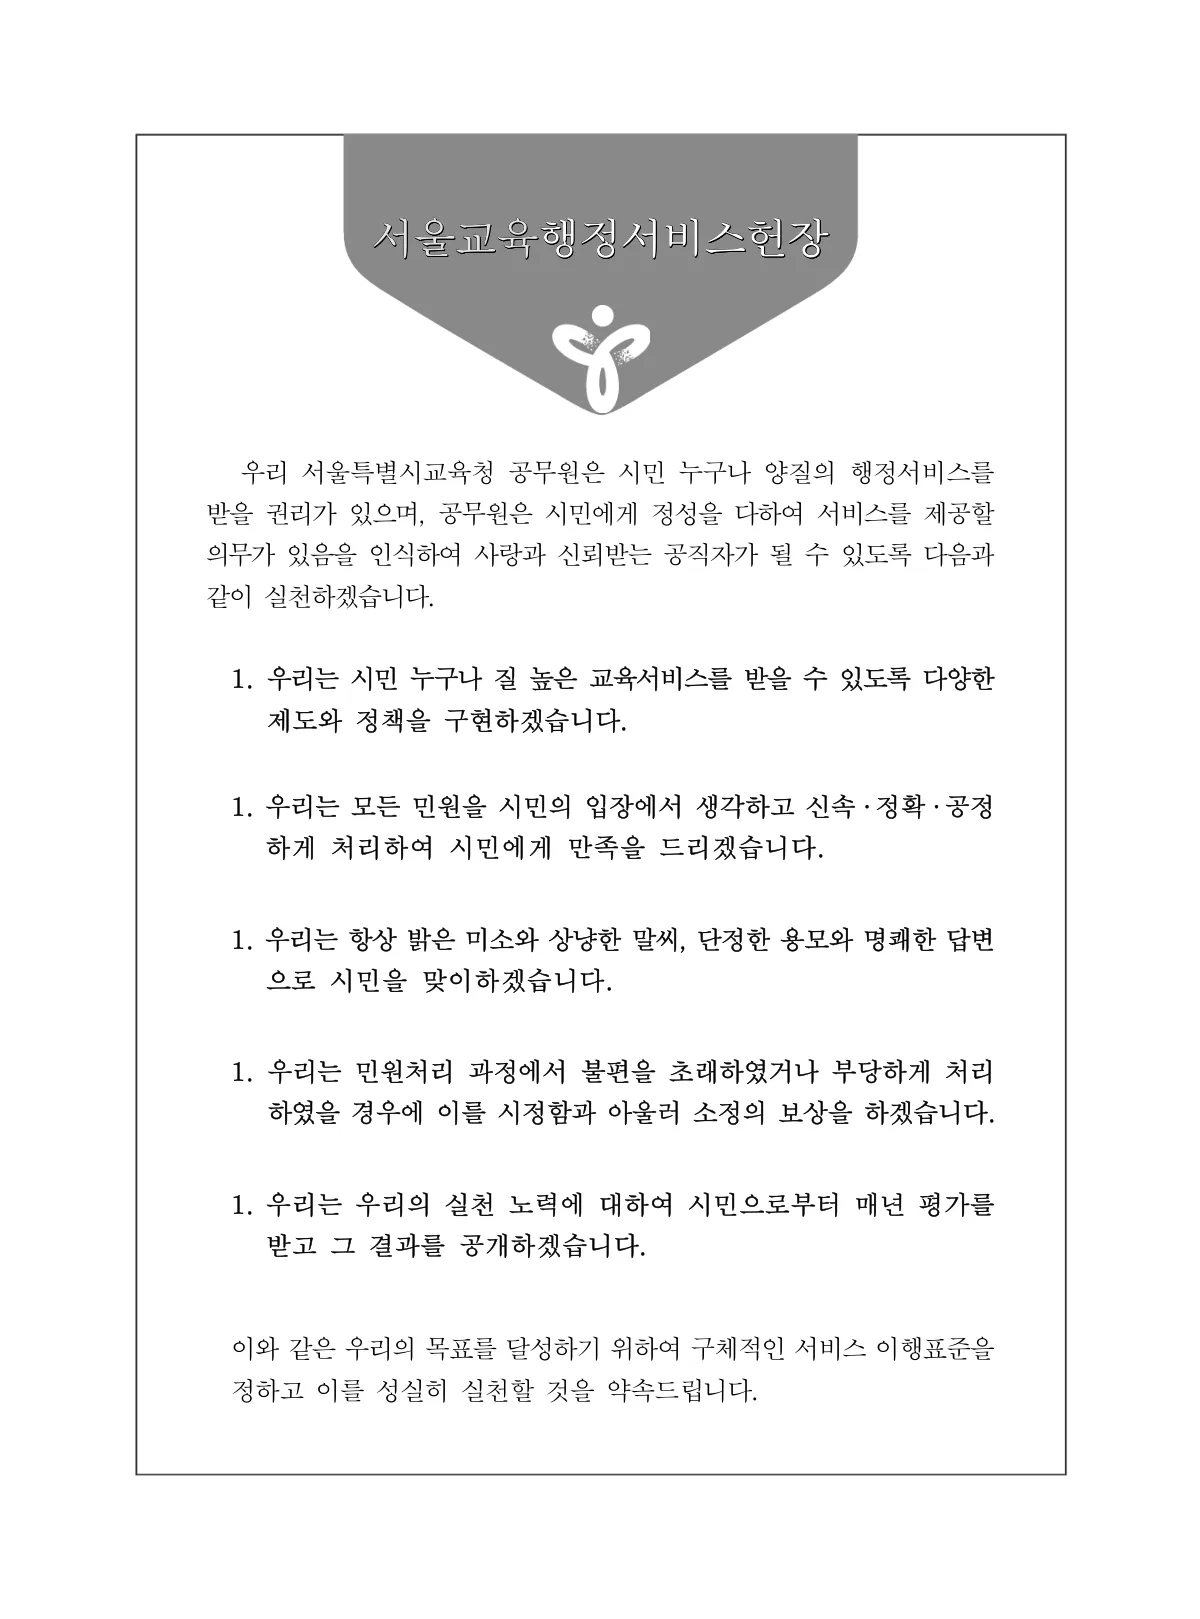 서울교육행정서비스헌장
우리 서울특별시교육청 공무원은 시민 누구나 양질의 행정서비스를
받을 권리가 있으며, 공무원은 시민에게 정성을 다하여 서비스를 제공할
의무가 있음을 인식하여 사랑과 신뢰받는 공직자가 될 수 있도록 다음과
같이 실천하겠습니다.
1. 우리는 시민 누구나 질 높은 교육서비스를 받을 수 있도록 다양한
제도와 정책을 구현하겠습니다.
1. 우리는 모든 민원을 시민의 입장에서 생각하고 신속·정확·공정
하게 처리하여 시민에게 만족을 드리겠습니다.
1. 우리는 항상 밝은 미소와 상냥한 말씨, 단정한 용모와 명쾌한 답변
으로 시민을 맞이하겠습니다.
1. 우리는 민원처리 과정에서 불편을 초래하였거나 부당하게 처리
하였을 경우에 이를 시정함과 아울러 소정의 보상을 하겠습니다.
1. 우리는 우리의 실천 노력에 대하여 시민으로부터 매년 평가를
받고 그 결과를 공개하겠습니다.
이와 같은 우리의 목표를 달성하기 위하여 구체적인 서비스 이행표준을
정하고 이를 성실히 실천할 것을 약속드립니다.